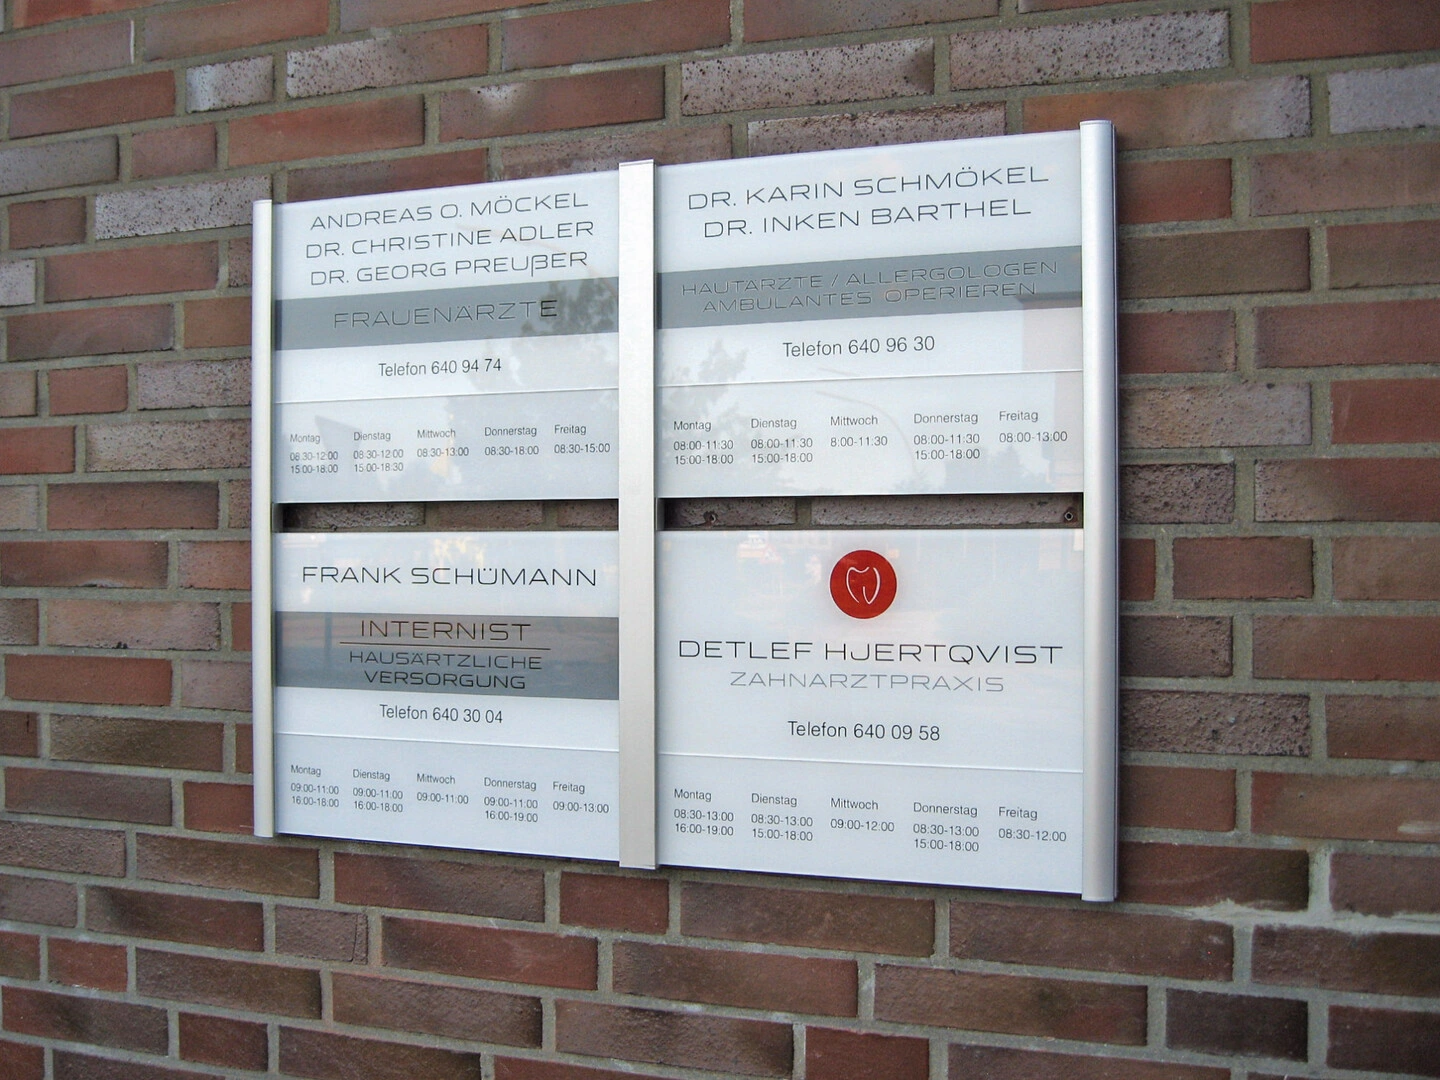 ANDREAS O. MÖCKEL
DR. CHRISTINE ADLER
DR. GEORG PREUßER
FRAUENÄRZTE
Telefon 640 94 74
Montag Dienstag Mittwoch Donnerstag Freitag
08:30-12:00 08:30-12:00 08:30-13:00 08:30-18:00 08:30-15:00
15:00-18:00 15:00-18:30
DR. KARIN SCHMÖKEL
DR. INKEN BARTHEL
HAUTÄRZTE / ALLERGOLOGEN
AMBULANTES OPERIEREN
Telefon 640 96 30
Montag Dienstag Mittwoch Donnerstag Freitag
08:00-11:30 08:00-11:30 8:00-11:30 08:00-11:30 08:00-13:00
15:00-18:00 15:00-18:00 15:00-18:00
FRANK SCHÜMANN
INTERNIST
HAUSÄRTZLICHE
VERSORGUNG
Telefon 640 30 04
Montag Dienstag Mittwoch Donnerstag Freitag
09:00-11:00 09:00-11:00 09:00-11:00 09:00-11:00 09:00-13:00
16:00-18:00 16:00-18:00 16:00-19:00
DETLEF HJERTQVIST
ZAHNARZTPRAXIS
Telefon 640 09 58
Montag Dienstag Mittwoch Donnerstag Freitag
08:30-13:00 08:30-13:00 09:00-12:00 08:30-13:00 08:30-12:00
16:00-19:00 15:00-18:00 15:00-18:00